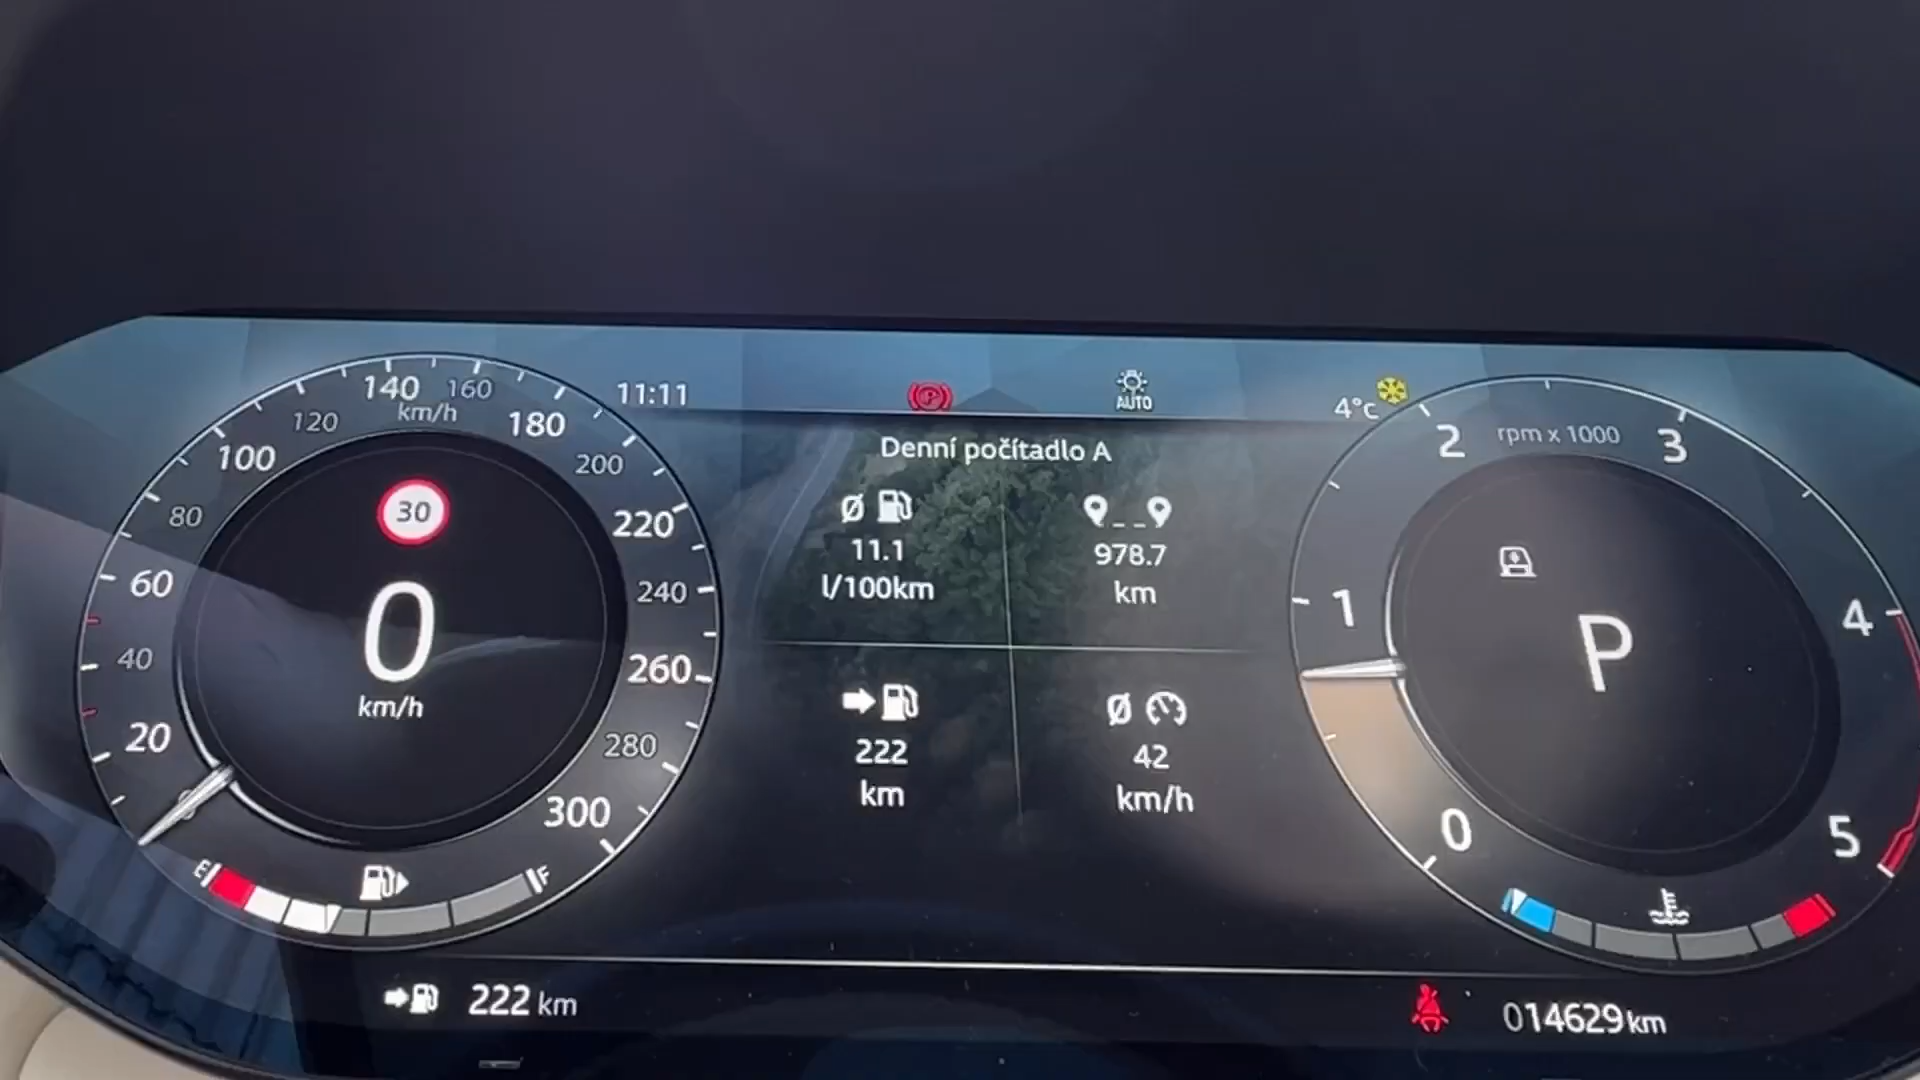 140 160
120 km/h 180
100 200
80 30 220
60 0 240
40 260
km/h
20 280
300
E F
11:11
P
AUTO
4°C
Denní počítadlo A
Ø
11.1
l/100km
978.7
km
222
km
Ø
42
km/h
2 rpm x 1000 3
1 4
P
0 5
222 km
014629 km